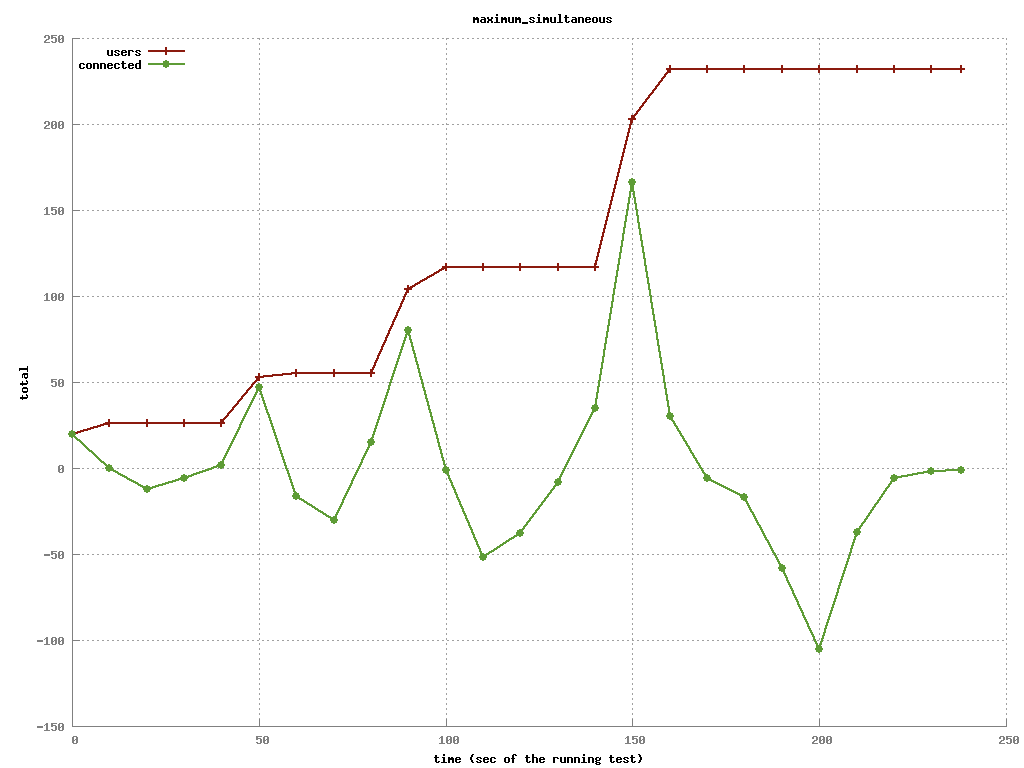 maximum_simultaneous
users
connected
250
200
150
100
50
0
-50
-100
-150
total
0 50 100 150 200 250
time (sec of the running test)